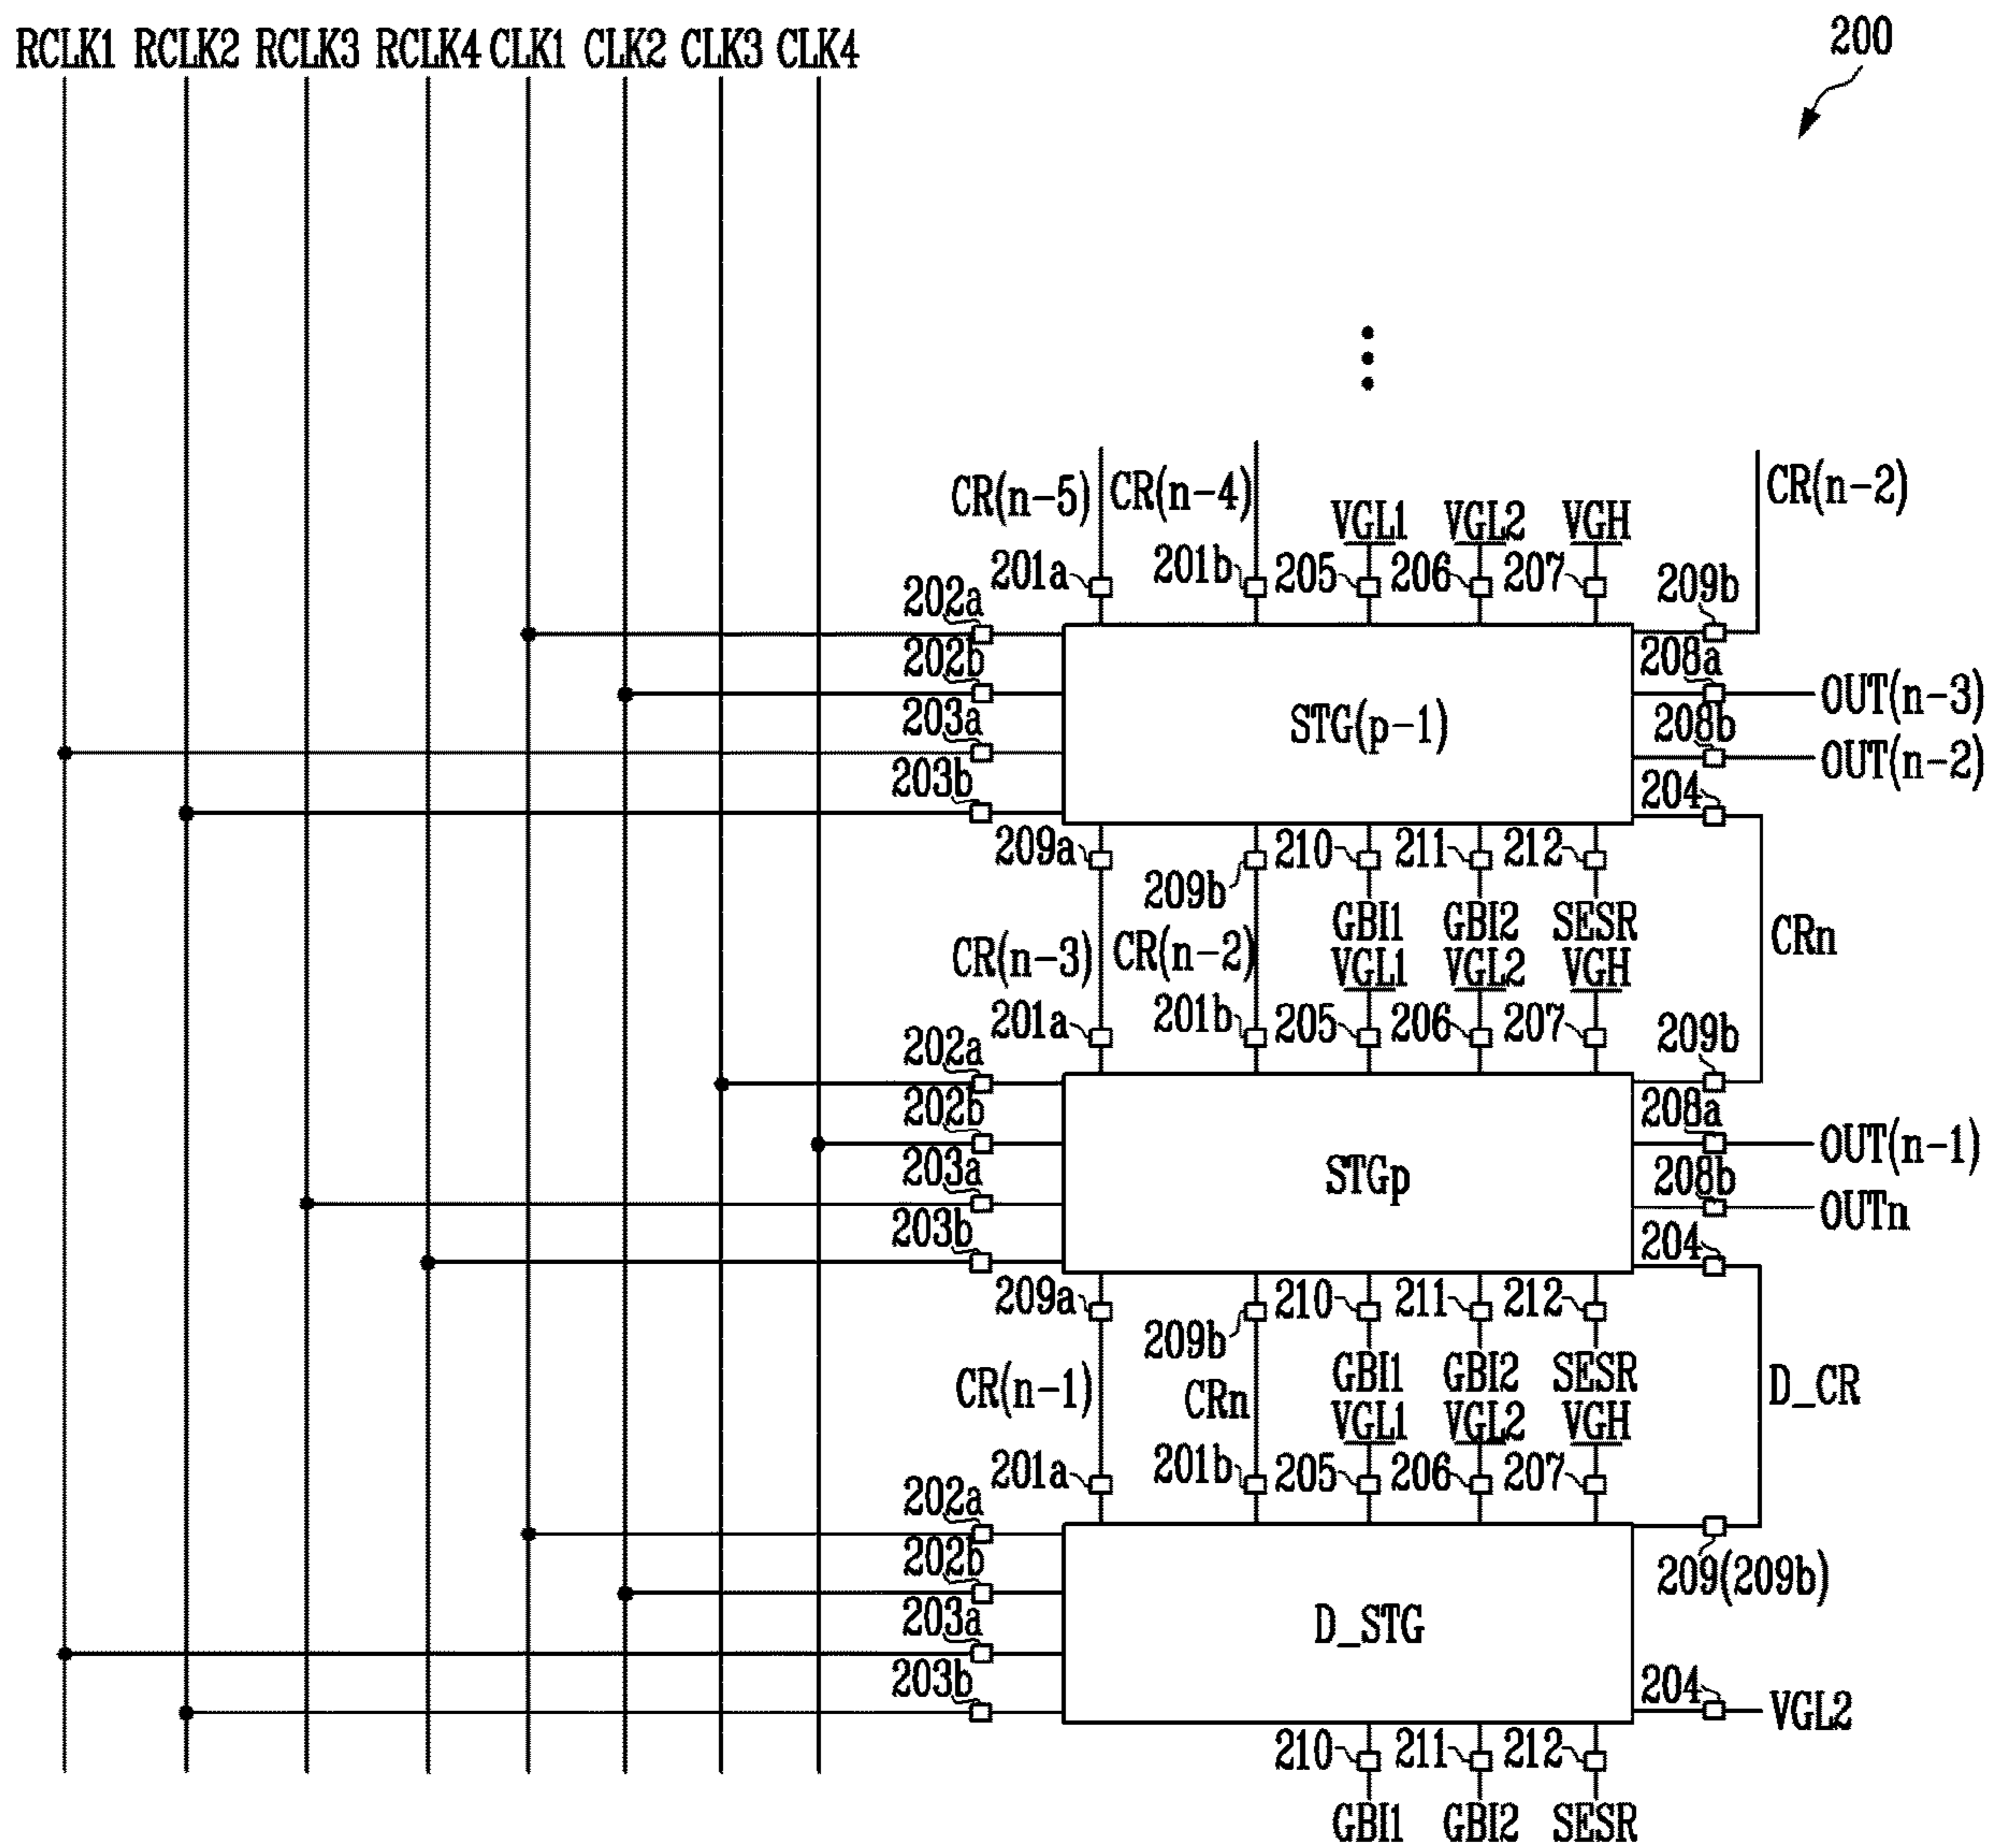 200
RCLK1 RCLK2 RCLK3 RCLK4 CLK1 CLK2 CLK3 CLK4
CR(n-5) CR(n-4) CR(n-2)
VGL1 VGL2 VGH
201a 201b 205 206 207 209b
202a
202b 208a
STG(p-1) OUT(n-3)
203a 208b
OUT(n-2)
203b 204
209a 209b 210 211 212
GBI1 GBI2 SESR
CR(n-3) CR(n-2) CRn
VGL1 VGL2 VGH
201a 201b 205 206 207 209b
202a
202b 208a
OUT(n-1)
203a STGp 208b
OUTn
203b 204
209a 209b 210 211 212
GBI1 GBI2 SESR
CR(n-1) CRn D_CR
VGL1 VGL2 VGH
201a 201b 205 206 207
202a
202b 209(209b)
203a D_STG
203b 204
VGL2
210 211 212
GBI1 GBI2 SESR